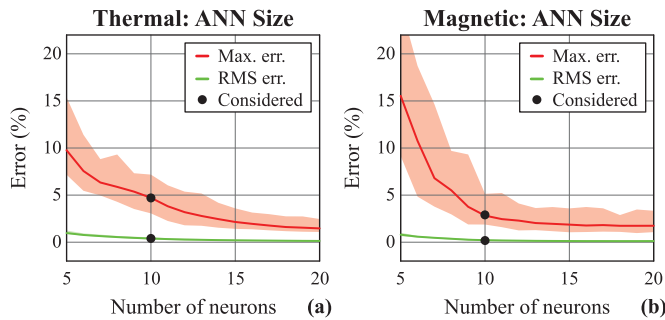 Thermal: ANN Size
Error (%)
20
15
10
5
0
Max. err.
RMS err.
Considered
5
10
15
20
Number of neurons
(a)
Magnetic: ANN Size
Error (%)
20
15
10
5
0
Max. err.
RMS err.
Considered
5
10
15
20
Number of neurons
(b)